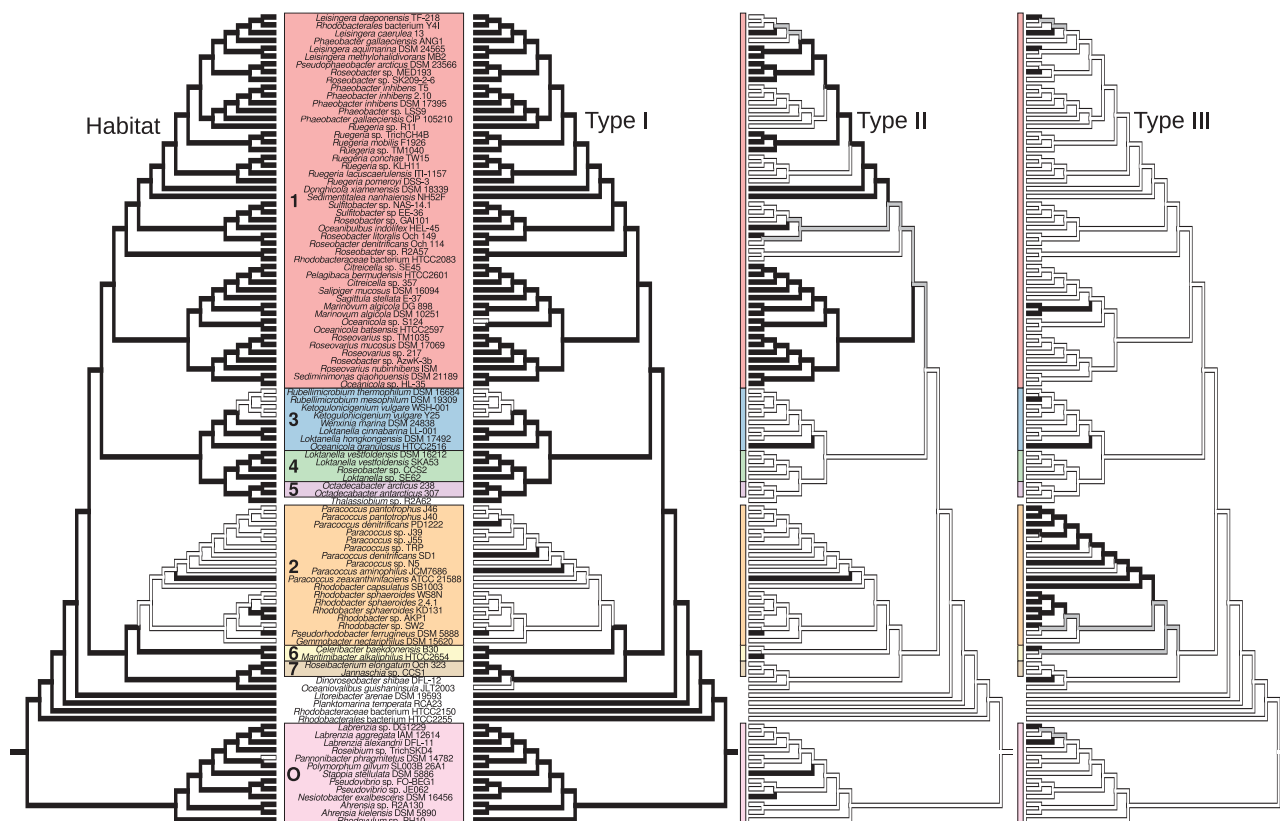 Habitat
Type I
Type II
Type III
1
Leisingera daeponensis TF-218
Rhodobacterales bacterium Y4I
Leisingera caerulea 13
Phaeobacter gallaeciensis ANG1
Leisingera aquimarina DSM 24565
Leisingera methylohalidivorans MB2
Pseudophaeobacter arcticus DSM 23566
Roseobacter sp. MED193
Roseobacter sp. SK209-2-6
Phaeobacter inhibens T5
Phaeobacter inhibens 2.10
Phaeobacter inhibens DSM 17395
Phaeobacter sp. LSS9
Phaeobacter gallaeciensis CIP 105210
Ruegeria sp. R11
Ruegeria sp. TrichCH4B
Ruegeria mobilis F1926
Ruegeria sp. TM1040
Ruegeria conchae TW15
Ruegeria sp. KLH11
Ruegeria lacuscaerulensis ITI-1157
Ruegeria pomeroyi DSS-3
Donghicola xiamenensis DSM 18339
Sedimentitalea nanhaiensis NH52F
Sulfitobacter sp. NAS-14.1
Sulfitobacter sp EE-36
Roseobacter sp. GAI101
Oceanibulbus indolifex HEL-45
Roseobacter litoralis Och 149
Roseobacter denitrificans Och 114
Roseobacter sp. R2A57
Rhodobacteraceae bacterium HTCC2083
Citreicella sp. SE45
Pelagibaca bermudensis HTCC2601
Citreicella sp. 357
Salipiger mucosus DSM 16094
Sagittula stellata E-37
Marinovum algicola DG 898
Marinovum algicola DSM 10251
Oceanicola sp. S124
Oceanicola batsensis HTCC2597
Roseovarius sp. TM1035
Roseovarius mucosus DSM 17069
Roseovarius sp. 217
Roseobacter sp. AzwK-3b
Roseovarius nubinhibens ISM
Sediminimonas qiaohouensis DSM 21189
Oceanicola sp. HL-35
3
Rubellimicrobium thermophilum DSM 16684
Rubellimicrobium mesophilum DSM 19309
Ketogulonicigenium vulgare WSH-001
Ketogulonicigenium vulgare Y25
Wenxinia marina DSM 24838
Loktanella cinnabarina LL-001
Loktanella hongkongensis DSM 17492
Oceanicola granulosus HTCC2516
4
Loktanella vestfoldensis DSM 16212
Loktanella vestfoldensis SKA53
Roseobacter sp. CCS2
Loktanella sp. SE62
5
Octadecabacter arcticus 238
Octadecabacter antarcticus 307
Thalassiobium sp. R2A62
2
Paracoccus pantotrophus J46
Paracoccus pantotrophus J40
Paracoccus denitrificans PD1222
Paracoccus sp. J39
Paracoccus sp. J55
Paracoccus sp. TRP
Paracoccus denitrificans SD1
Paracoccus sp. N5
Paracoccus aminophilus JCM7686
Paracoccus zeaxanthinifaciens ATCC 21588
Rhodobacter capsulatus SB1003
Rhodobacter sphaeroides WS8N
Rhodobacter sphaeroides 2.4.1
Rhodobacter sphaeroides KD131
Rhodobacter sp. AKP1
Rhodobacter sp. SW2
Pseudorhodobacter ferrugineus DSM 5888
Gemmobacter nectariphilus DSM 15620
6
Celeribacter baekdonensis B30
Maritimibacter alkaliphilus HTCC2654
7
Roseibacterium elongatum Och 323
Jannaschia sp. CCS1
Dinoroseobacter shibae DFL-12
Oceaniovalibus guishaninsula JLT2003
Litoreibacter arenae DSM 19593
Planktomarina temperata RCA23
Rhodobacteraceae bacterium HTCC2150
Rhodobacterales bacterium HTCC2255
O
Labrenzia sp. DG1229
Labrenzia aggregata IAM 12614
Labrenzia alexandrii DFL-11
Roseibium sp. TrichSKD4
Pannonibacter phragmitetus DSM 14782
Polymorphum gilvum SL003B 26A1
Stappia stellulata DSM 5886
Pseudovibrio sp. FO-BEG1
Pseudovibrio sp. JE062
Nesiotobacter exalbescens DSM 16456
Ahrensia sp. R2A130
Ahrensia kielensis DSM 5890